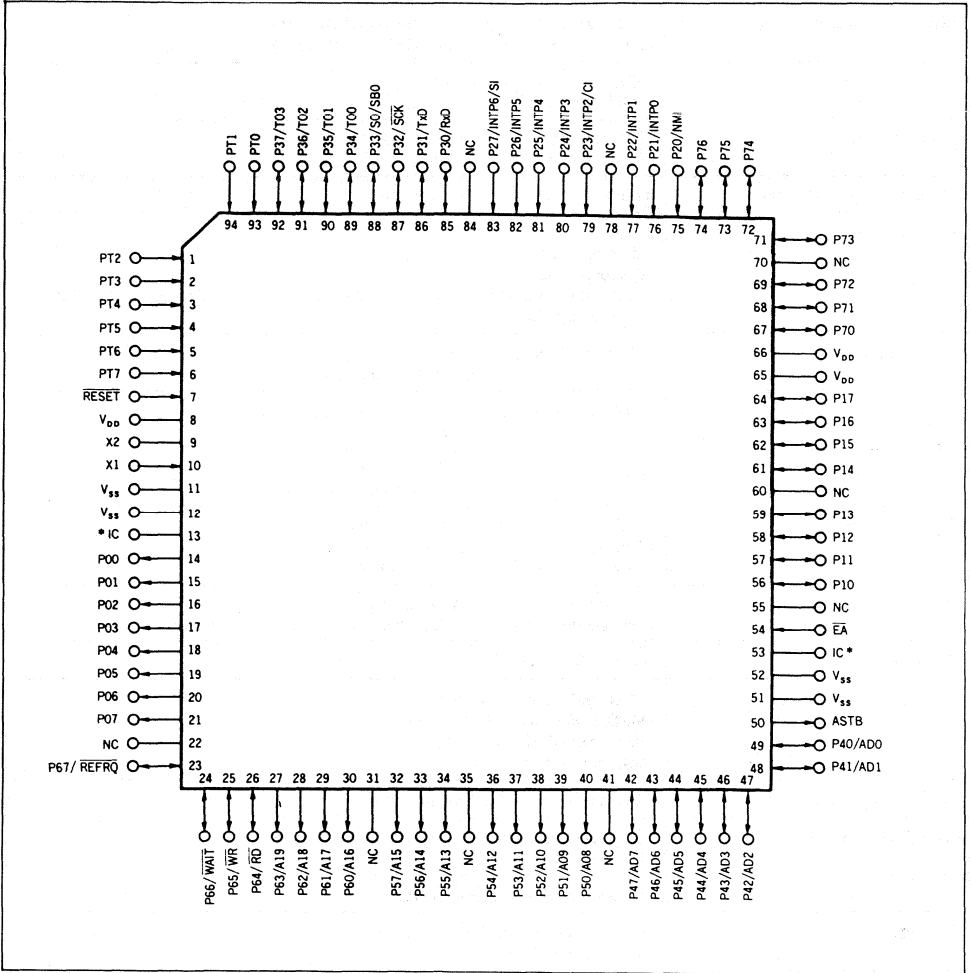 PT1
PT0
P37/T03
P36/T02
P35/T01
P34/T00
P33/SO/SB0
P32/SCK
P31/TxD
P30/RxD
NC
P27/INTP6/SI
P26/INTP5
P25/INTP4
P24/INTP3
P23/INTP2/CI
NC
P22/INTP1
P21/INTP0
P20/NMI
P76
P75
P74
94 93 92 91 90 89 88 87 86 85 84 83 82 81 80 79 78 77 76 75 74 73 72
PT2 1
PT3 2
PT4 3
PT5 4
PT6 5
PT7 6
RESET 7
VDD 8
X2 9
X1 10
Vss 11
Vss 12
*IC 13
P00 14
P01 15
P02 16
P03 17
P04 18
P05 19
P06 20
P07 21
NC 22
P67/REFRQ 23
71 P73
70 NC
69 P72
68 P71
67 P70
66 VDD
65 VDD
64 P17
63 P16
62 P15
61 P14
60 NC
59 P13
58 P12
57 P11
56 P10
55 NC
54 EA
53 IC*
52 Vss
51 Vss
50 ASTB
49 P40/AD0
48 P41/AD1
24 25 26 27 28 29 30 31 32 33 34 35 36 37 38 39 40 41 42 43 44 45 46 47
P66/WAIT
P65/WR
P64/RD
P63/A19
P62/A18
P61/A17
P60/A16
NC
P57/A15
P56/A14
P55/A13
NC
P54/A12
P53/A11
P52/A10
P51/A09
P50/A08
NC
P47/AD7
P46/AD6
P45/AD5
P44/AD4
P43/AD3
P42/AD2